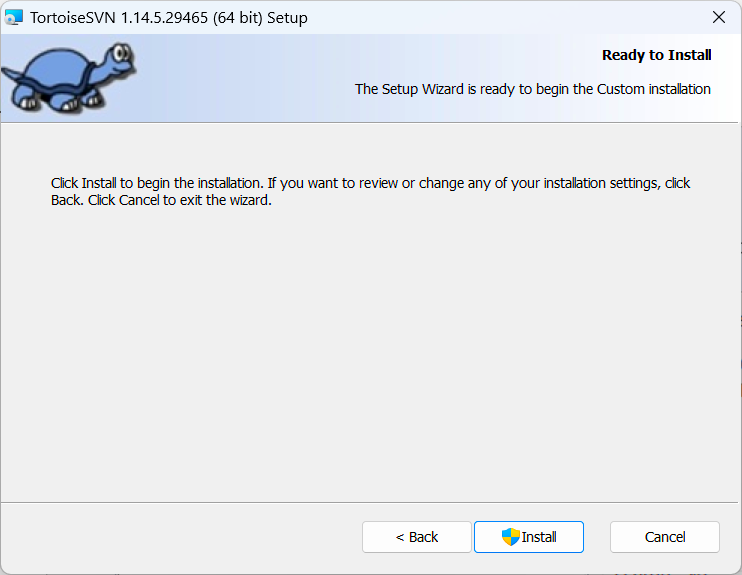 TortoiseSVN 1.14.5.29465 (64 bit) Setup
Ready to Install
The Setup Wizard is ready to begin the Custom installation
Click Install to begin the installation. If you want to review or change any of your installation settings, click
Back. Click Cancel to exit the wizard.
< Back
Install
Cancel